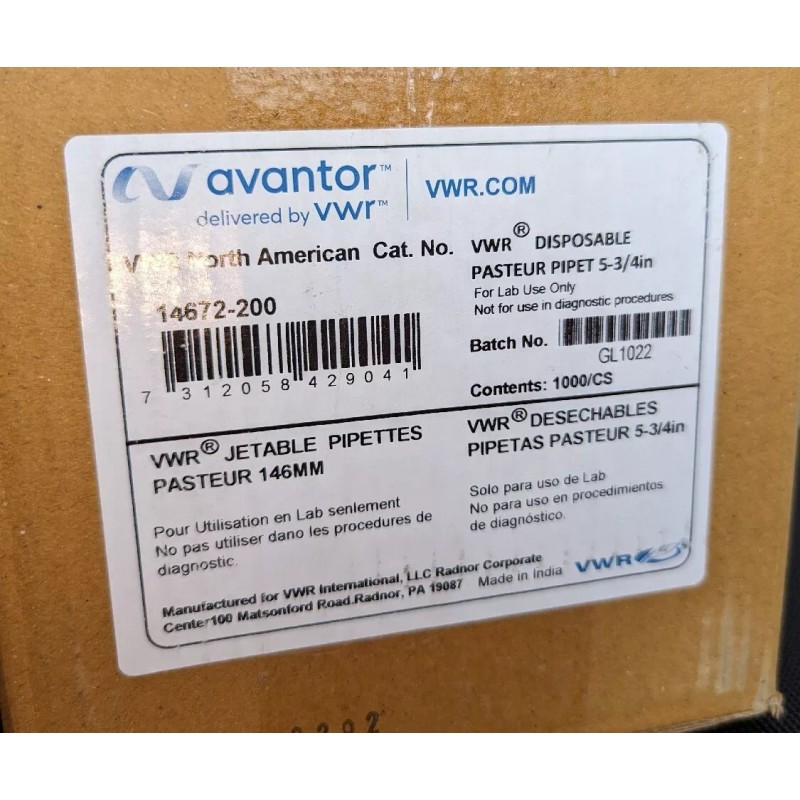 avantor™
delivered by vwr™
VWR.COM
North American Cat. No.
14672-200
7 312058 429041
VWR® DISPOSABLE
PASTEUR PIPET 5-3/4in
For Lab Use Only
Not for use in diagnostic procedures
Batch No.
GL1022
Contents: 1000/CS
VWR® JETABLE PIPETTES
PASTEUR 146MM
Pour Utilisation en Lab senlement
No pas utiliser dano les procedures de
diagnostic.
VWR® DESECHABLES
PIPETAS PASTEUR 5-3/4in
Solo para uso de Lab
No para uso en procedimientos
de diagnóstico.
Manufactured for VWR International, LLC Radnor Corporate
Center100 Matsonford Road.Radnor, PA 19087 Made in India
VWR